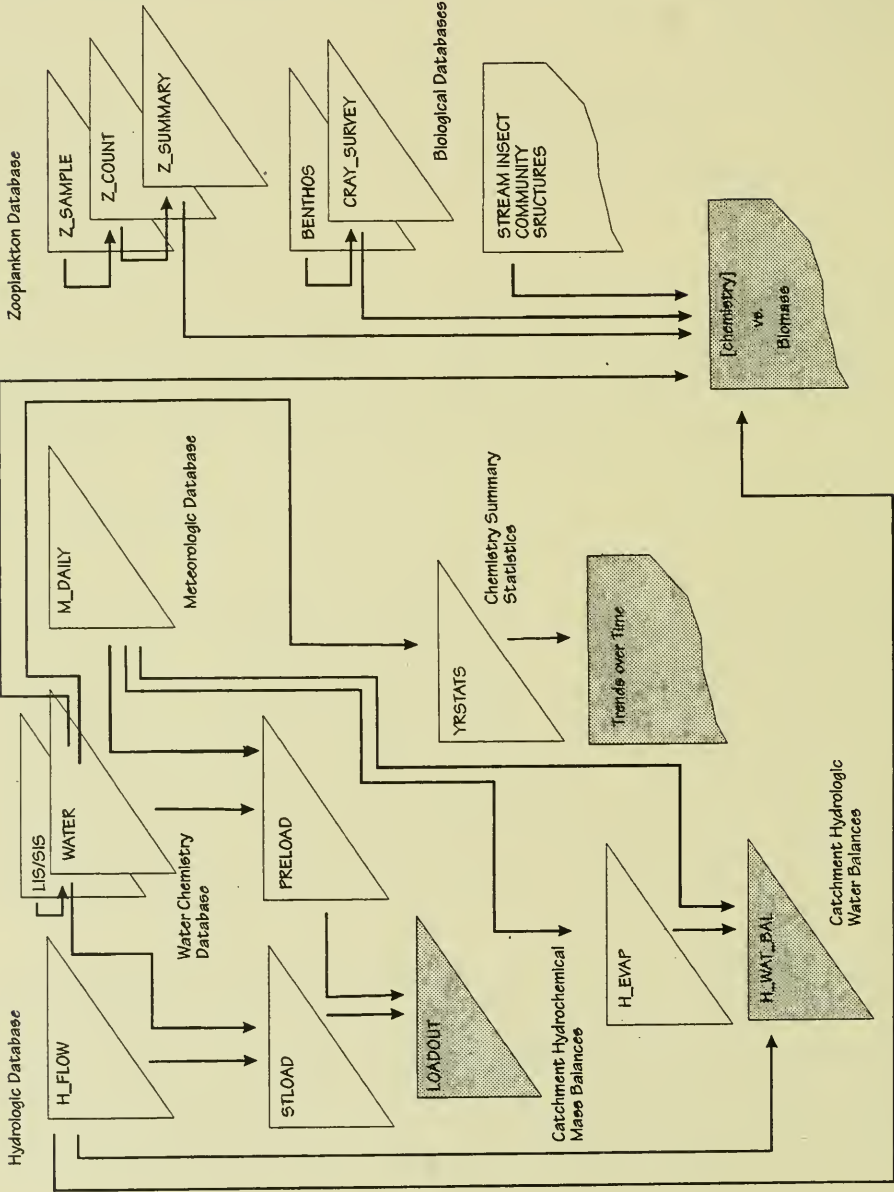 Hydrologic Database
H_FLOW
LIS/SIS
WATER
Water Chemistry
Database
M_DAILY
Meteorologic Database
Zooplankton Database
Z_SAMPLE
Z_COUNT
Z_SUMMARY
STLOAD
PRELOAD
BENTHOS
CRAY_SURVEY
Biological Databases
LOADOUT
Catchment Hydrochemical
Mass Balances
YRSTATS
Chemistry Summary
Statistics
STREAM INSECT
COMMUNITY
SRUCTURES
H_EVAP
Trends over Time
H_WAT_BAL
Catchment Hydrologic
Water Balances
[chemistry]
vs.
Biomass